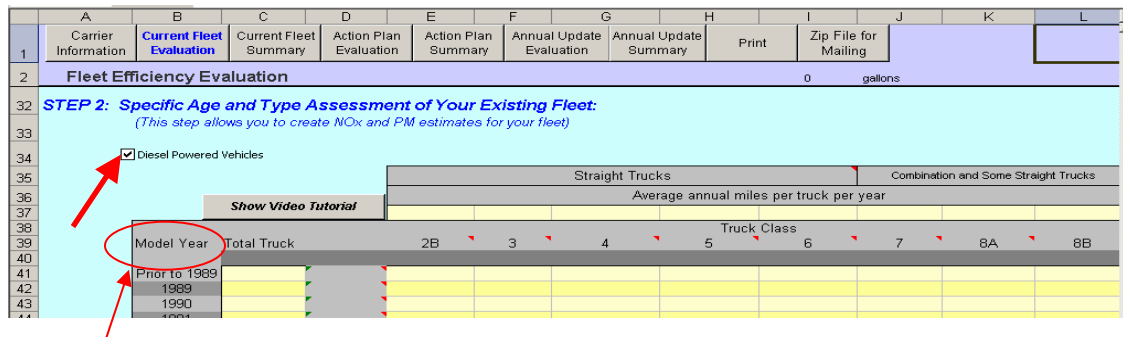 A B C D E F G H I J K L
1 Carrier Information Current Fleet Evaluation Current Fleet Summary Action Plan Evaluation Action Plan Summary Annual Update Evaluation Annual Update Summary Print Zip File for Mailing
2 Fleet Efficiency Evaluation 0 gallons
32 STEP 2: Specific Age and Type Assessment of Your Existing Fleet:
33 (This step allows you to create NOx and PM estimates for your fleet)
34 Diesel Powered Vehicles
35 Straight Trucks Combination and Some Straight Trucks
36 Average annual miles per truck per year
37 Show Video Tutorial
38 Truck Class
39 Model Year Total Truck 2B 3 4 5 6 7 8A 8B
40
41 Prior to 1989
42 1989
43 1990
44 1991